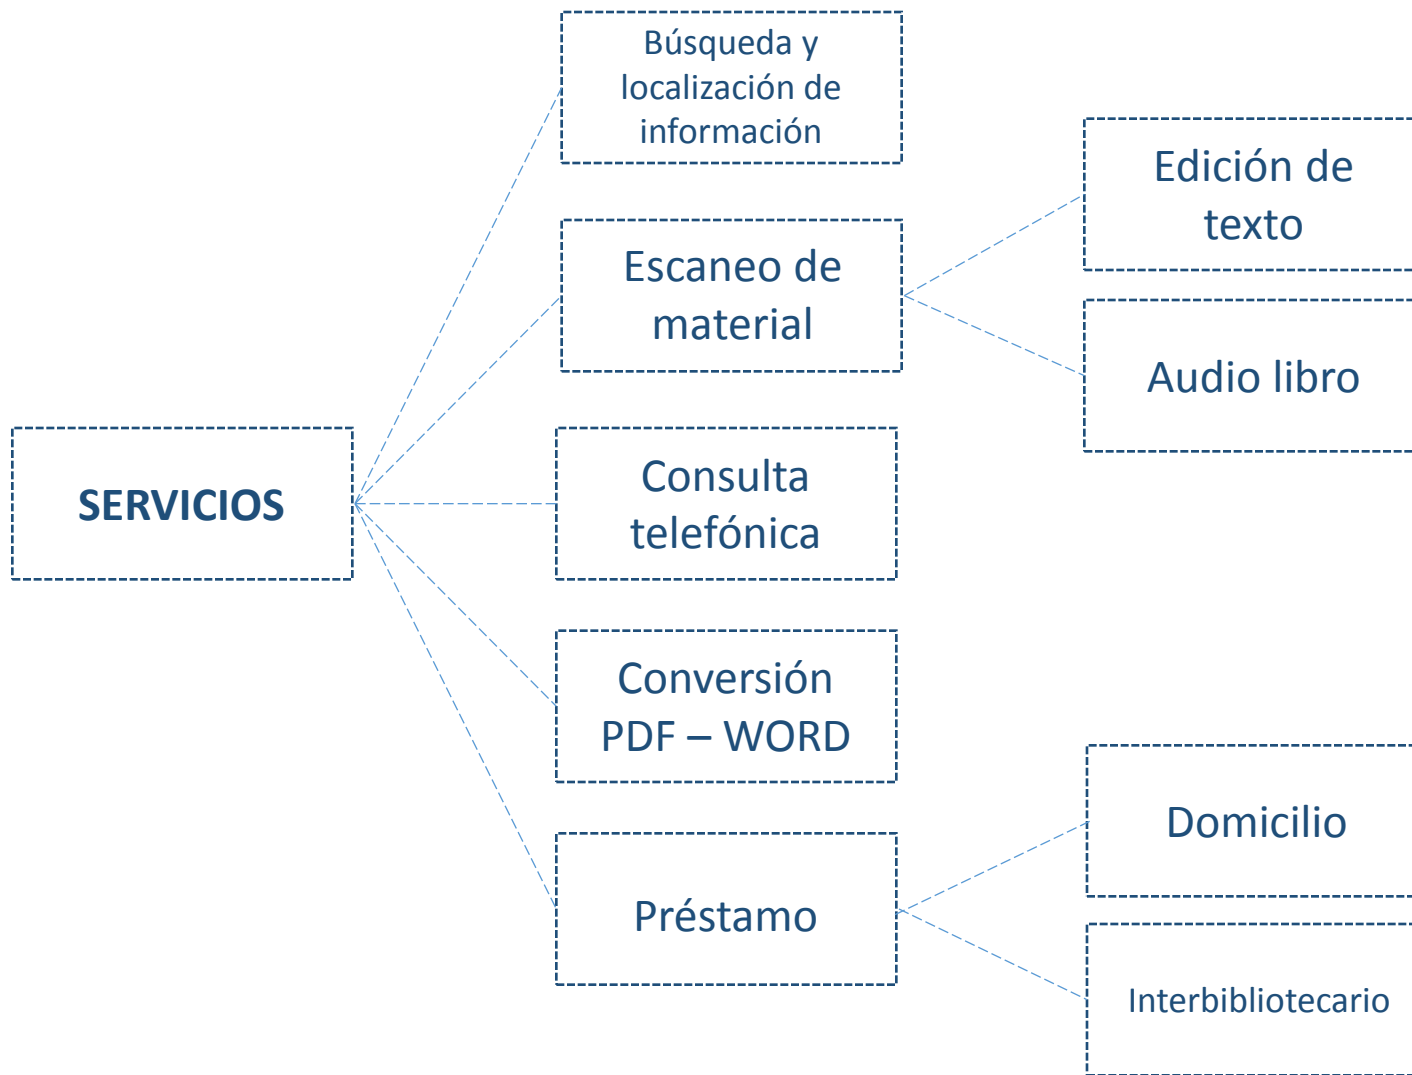 SERVICIOS
Búsqueda y
localización de
información
Escaneo de
material
Edición de
texto
Audio libro
Consulta
telefónica
Conversión
PDF – WORD
Préstamo
Domicilio
Interbibliotecario